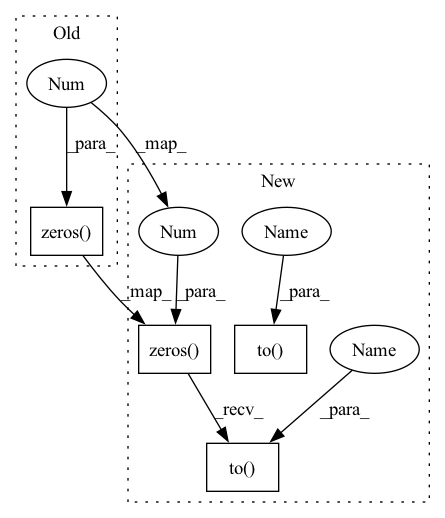 Old
Num
_para_
_map_
New
zeros()
Num
Name
_map_
_para_
_para_
zeros()
to()
Name
_recv_
_para_
to()